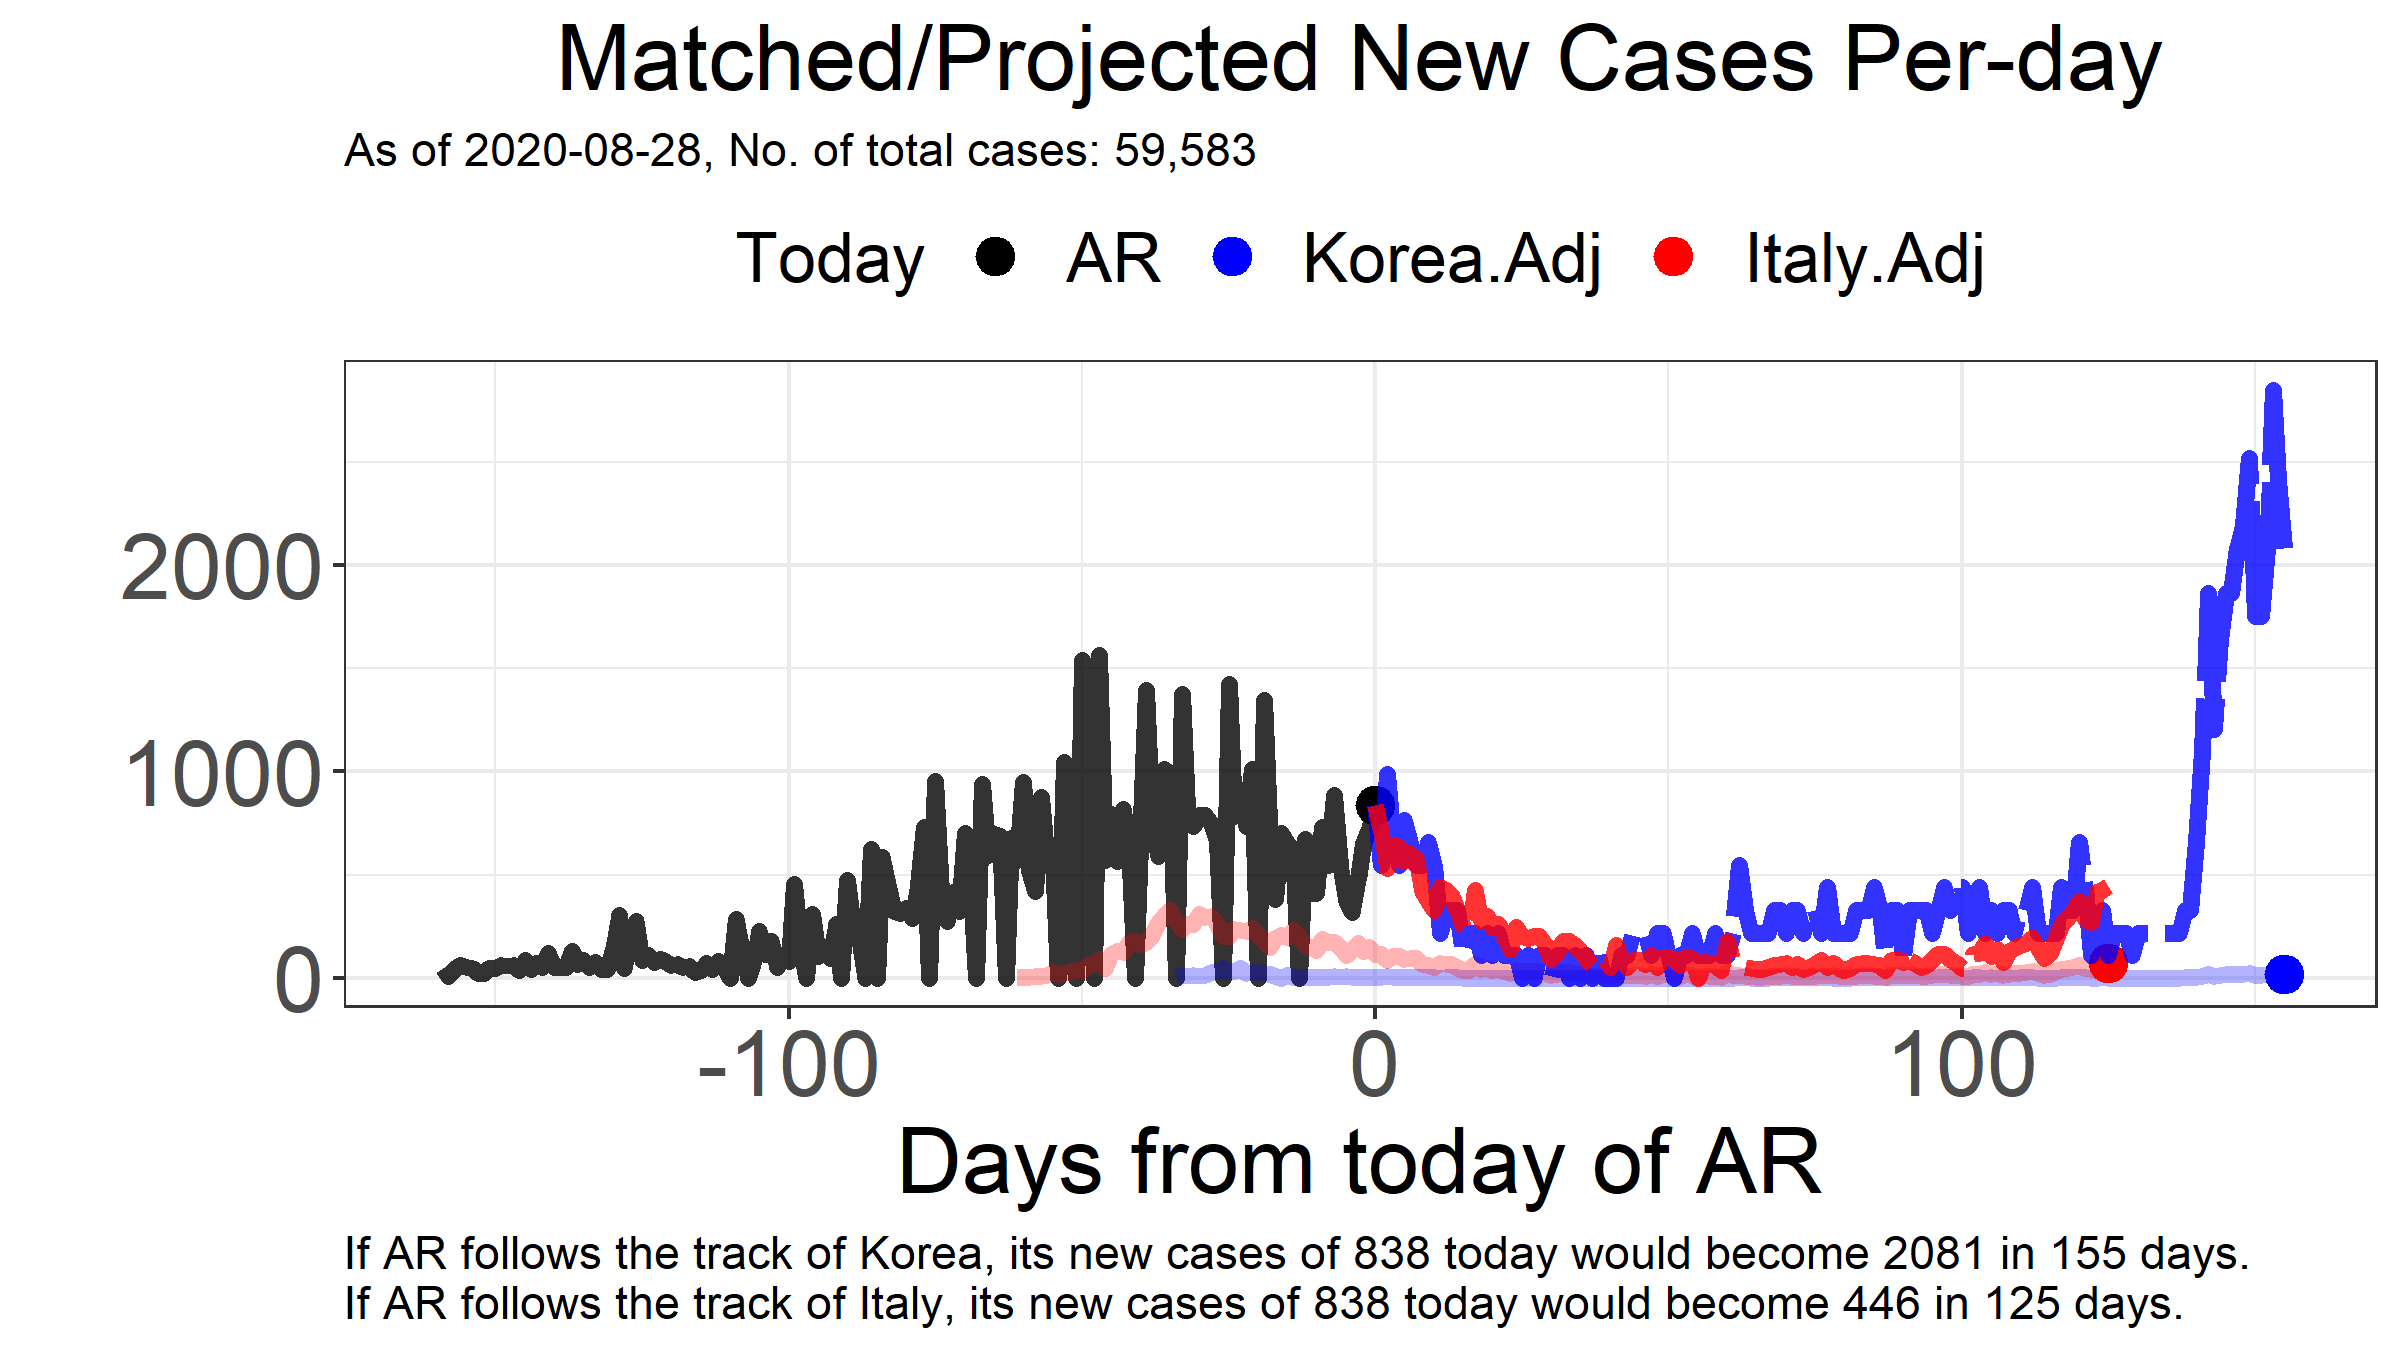 Matched/Projected New Cases Per-day
As of 2020-08-28, No. of total cases: 59,583
Today AR Korea.Adj Italy.Adj
2000
1000
0
-100 0 100
Days from today of AR
If AR follows the track of Korea, its new cases of 838 today would become 2081 in 155 days.
If AR follows the track of Italy, its new cases of 838 today would become 446 in 125 days.